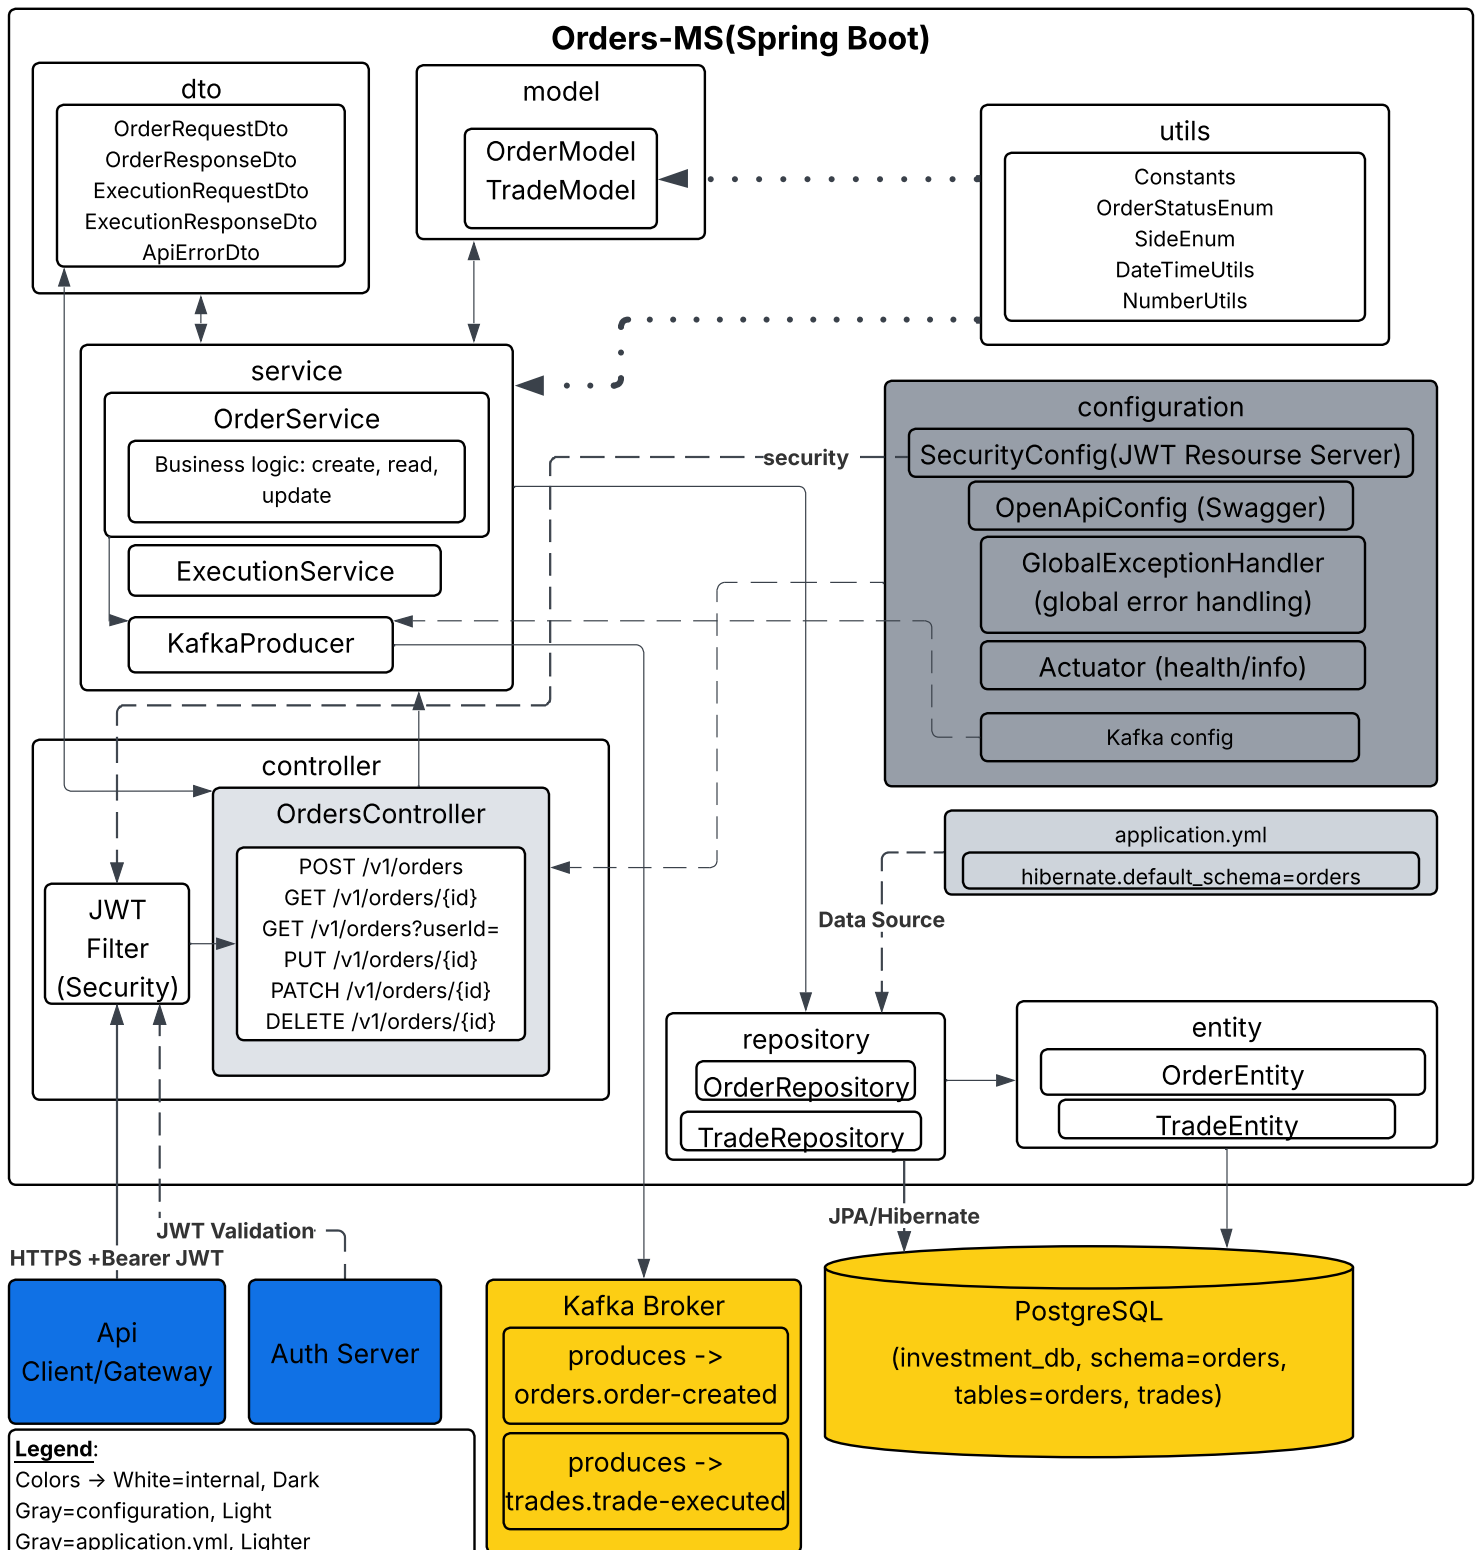 Orders-MS(Spring Boot)
dto
OrderRequestDto
OrderResponseDto
ExecutionRequestDto
ExecutionResponseDto
ApiErrorDto
model
OrderModel
TradeModel
utils
Constants
OrderStatusEnum
SideEnum
DateTimeUtils
NumberUtils
service
OrderService
Business logic: create, read,
update
ExecutionService
KafkaProducer
security
configuration
SecurityConfig(JWT Resourse Server)
OpenApiConfig (Swagger)
GlobalExceptionHandler
(global error handling)
Actuator (health/info)
Kafka config
controller
OrdersController
POST /v1/orders
GET /v1/orders/{id}
GET /v1/orders?userId=
PUT /v1/orders/{id}
PATCH /v1/orders/{id}
DELETE /v1/orders/{id}
JWT
Filter
(Security)
application.yml
hibernate.default_schema=orders
Data Source
repository
OrderRepository
TradeRepository
entity
OrderEntity
TradeEntity
JPA/Hibernate
JWT Validation
HTTPS +Bearer JWT
Api
Client/Gateway
Auth Server
Kafka Broker
produces ->
orders.order-created
produces ->
trades.trade-executed
PostgreSQL
(investment_db, schema=orders,
tables=orders, trades)
Legend:
Colors → White=internal, Dark
Gray=configuration, Light
Gray=application.yml, Lighter